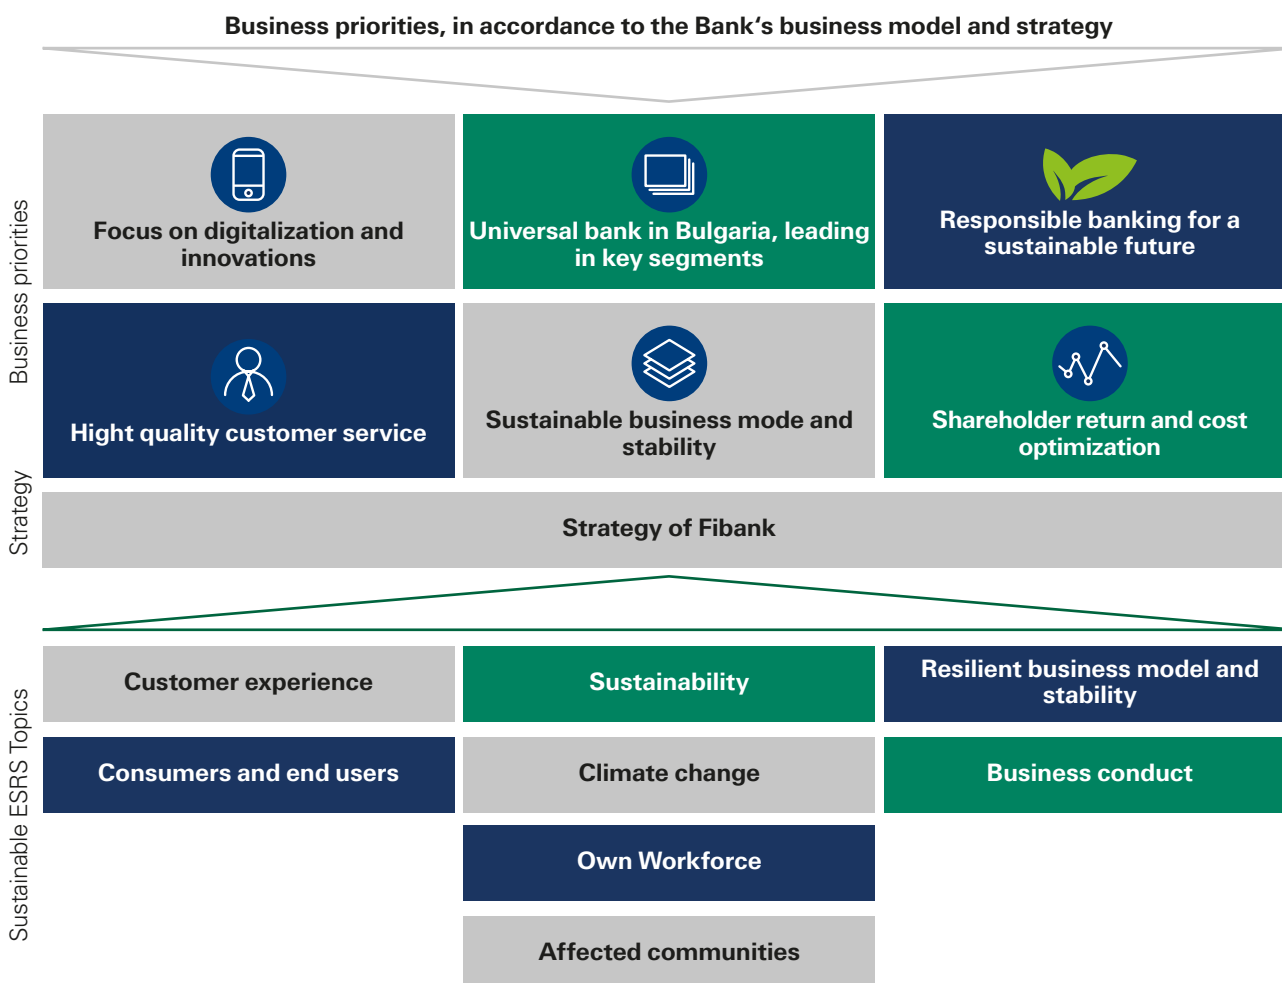 Business priorities, in accordance to the Bank‘s business model and strategy
Business priorities
Focus on digitalization and
innovations
Universal bank in Bulgaria, leading
in key segments
Responsible banking for a
sustainable future
Hight quality customer service
Sustainable business mode and
stability
Shareholder return and cost
optimization
Strategy
Strategy of Fibank
Sustainable ESRS Topics
Customer experience
Sustainability
Resilient business model and
stability
Consumers and end users
Climate change
Business conduct
Own Workforce
Affected communities